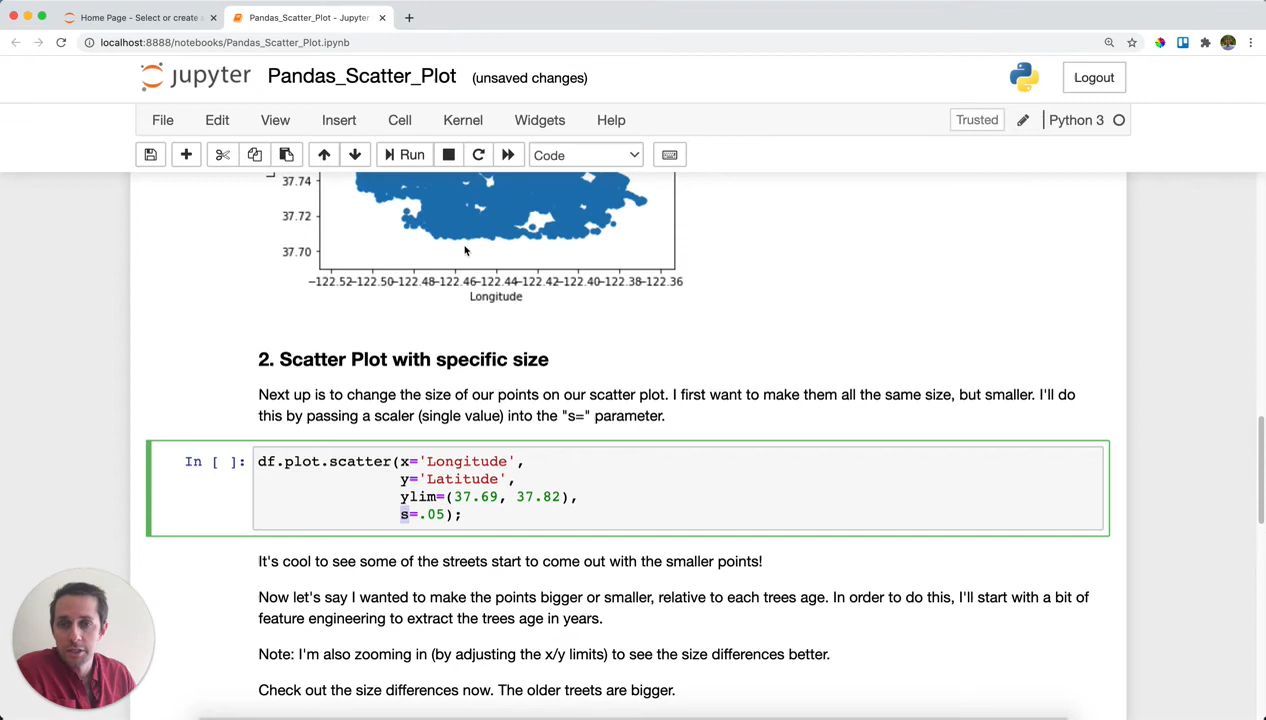 Home Page - Select or create a
Pandas_Scatter_Plot - Jupyter
localhost:8888/notebooks/Pandas_Scatter_Plot.ipynb
jupyter
Pandas_Scatter_Plot (unsaved changes)
Logout
File Edit View Insert Cell Kernel Widgets Help
Trusted
Python 3
Run
Code
37.74
37.72
37.70
−122.52 −122.50 −122.48 −122.46 −122.44 −122.42 −122.40 −122.38 −122.36
Longitude
2. Scatter Plot with specific size
Next up is to change the size of our points on our scatter plot. I first want to make them all the same size, but smaller. I'll do
this by passing a scaler (single value) into the "s=" parameter.
In [ ]: df.plot.scatter(x='Longitude',
y='Latitude',
ylim=(37.69, 37.82),
s=.05);
It's cool to see some of the streets start to come out with the smaller points!
Now let's say I wanted to make the points bigger or smaller, relative to each trees age. In order to do this, I'll start with a bit of
feature engineering to extract the trees age in years.
Note: I'm also zooming in (by adjusting the x/y limits) to see the size differences better.
Check out the size differences now. The older treets are bigger.